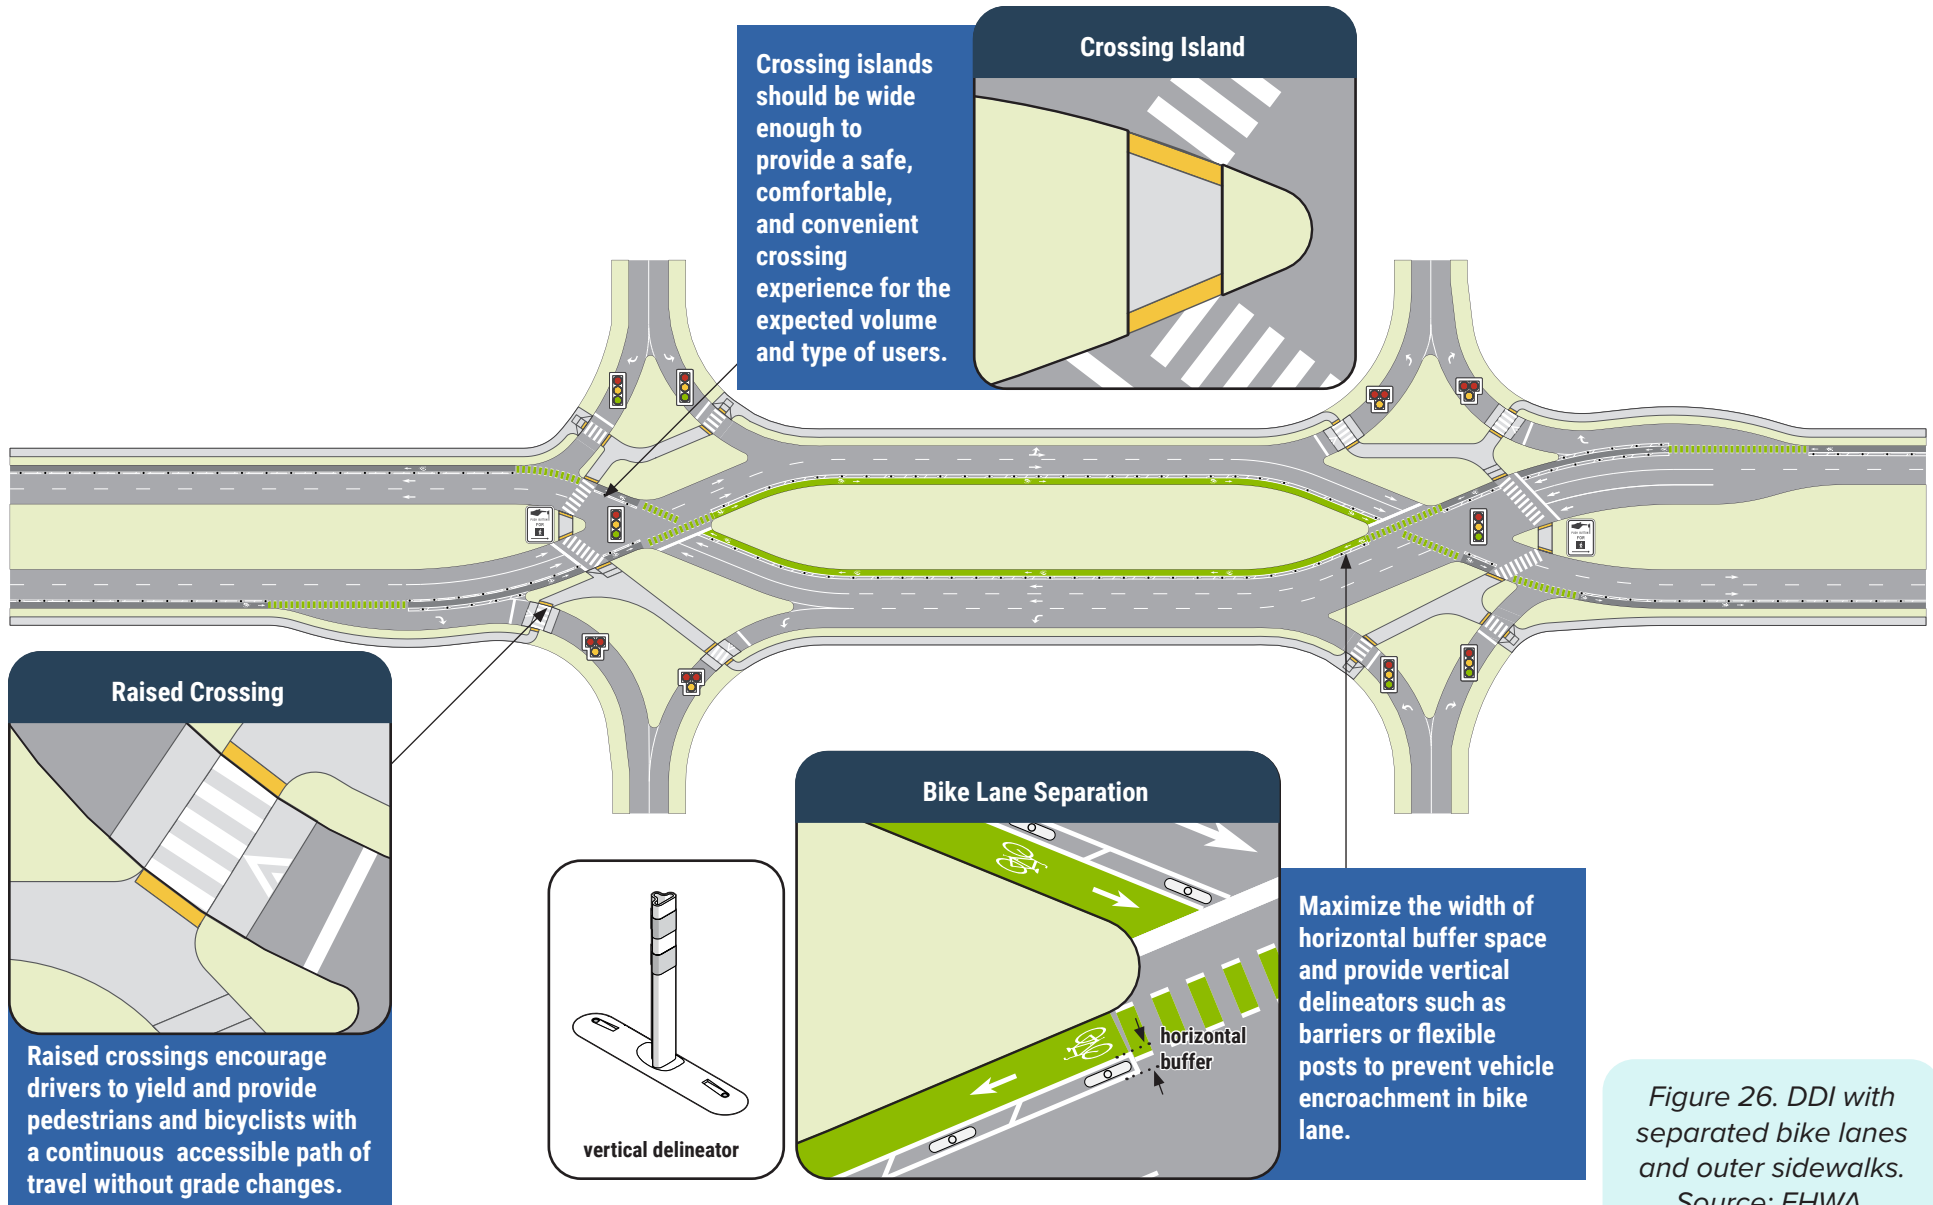 Crossing Island
Crossing islands
should be wide
enough to
provide a safe,
comfortable,
and convenient
crossing
experience for the
expected volume
and type of users.
FOR
FOR
Raised Crossing
Raised crossings encourage
drivers to yield and provide
pedestrians and bicyclists with
a continuous accessible path of
travel without grade changes.
vertical delineator
Bike Lane Separation
horizontal
buffer
Maximize the width of
horizontal buffer space
and provide vertical
delineators such as
barriers or flexible
posts to prevent vehicle
encroachment in bike
lane.
Figure 26. DDI with
separated bike lanes
and outer sidewalks.
Source: FHWA